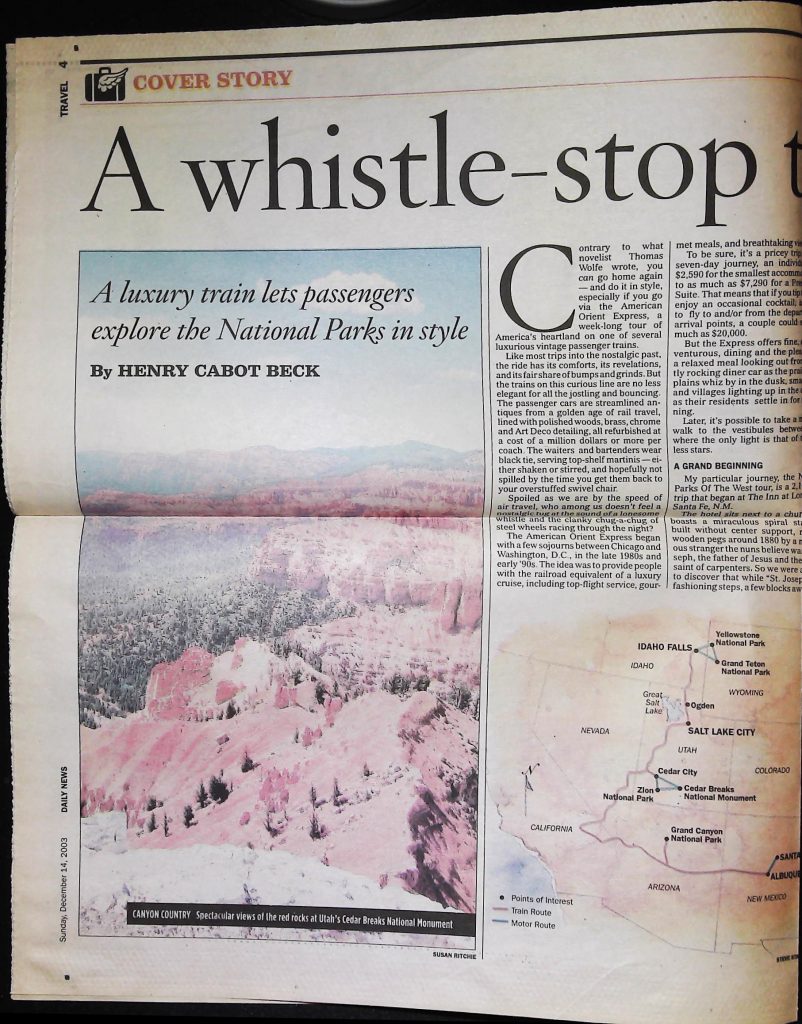 TRAVEL 4
COVER STORY
A whistle-stop t
A luxury train lets passengers
explore the National Parks in style
By HENRY CABOT BECK
Contrary to what
novelist Thomas
Wolfe wrote, you
can go home again
— and do it in style,
especially if you go
via the American
Orient Express, a
week-long tour of
America's heartland on one of several
luxurious vintage passenger trains.
Like most trips into the nostalgic past,
the ride has its comforts, its revelations,
and its fair share of bumps and grinds. But
the trains on this curious line are no less
elegant for all the jostling and bouncing.
The passenger cars are streamlined an-
tiques from a golden age of rail travel,
lined with polished woods, brass, chrome
and Art Deco detailing, all refurbished at
a cost of a million dollars or more per
coach. The waiters and bartenders wear
black tie, serving top-shelf martinis — ei-
ther shaken or stirred, and hopefully not
spilled by the time you get them back to
your overstuffed swivel chair.
Spoiled as we are by the speed of
air travel, who among us doesn't feel a
nostalgic tug at the sound of a lonesome
whistle and the clanky chug-a-chug of
steel wheels racing through the night?
The American Orient Express began
with a few sojourns between Chicago and
Washington, D.C., in the late 1980s and
early '90s. The idea was to provide people
with the railroad equivalent of a luxury
cruise, including top-flight service, gour-
met meals, and breathtaking
To be sure, it's a pricey
seven-day journey, an
$2,590 for the smallest
to as much as $7,290 for a
Suite. That means that if you
enjoy an occasional cocktail,
to fly to and/or from the
arrival points, a couple could
much as $20,000.
But the Express offers fine,
venturous, dining and the
a relaxed meal looking out
tly rocking diner car as the
plains whiz by in the dusk,
and villages lighting up in the
as their residents settle in for
ning.
Later, it's possible to take a
walk to the vestibules
where the only light is that of
less stars.
A GRAND BEGINNING
My particular journey, the
Parks Of The West tour, is a
trip that began at The Inn at
Santa Fe, N.M.
The hotel sits next to a
boasts a miraculous spiral
built without center support,
wooden pegs around 1880 by a
ous stranger the nuns believe
seph, the father of Jesus and the
saint of carpenters. So we were
to discover that while "St.
fashioning steps, a few blocks
Yellowstone
National Park
IDAHO FALLS
Grand Teton
National Park
IDAHO
WYOMING
Great
Salt
Lake
Ogden
SALT LAKE CITY
NEVADA
UTAH
COLORADO
Cedar City
Zion
National Park
Cedar Breaks
National Monument
N
CALIFORNIA
Grand Canyon
National Park
SANTA
ALBUQUE
ARIZONA
NEW MEXICO
Points of Interest
Train Route
Motor Route
CANYON COUNTRY Spectacular views of the red rocks at Utah's Cedar Breaks National Monument
SUSAN RITCHIE
Sunday, December 14, 2003
DAILY NEWS